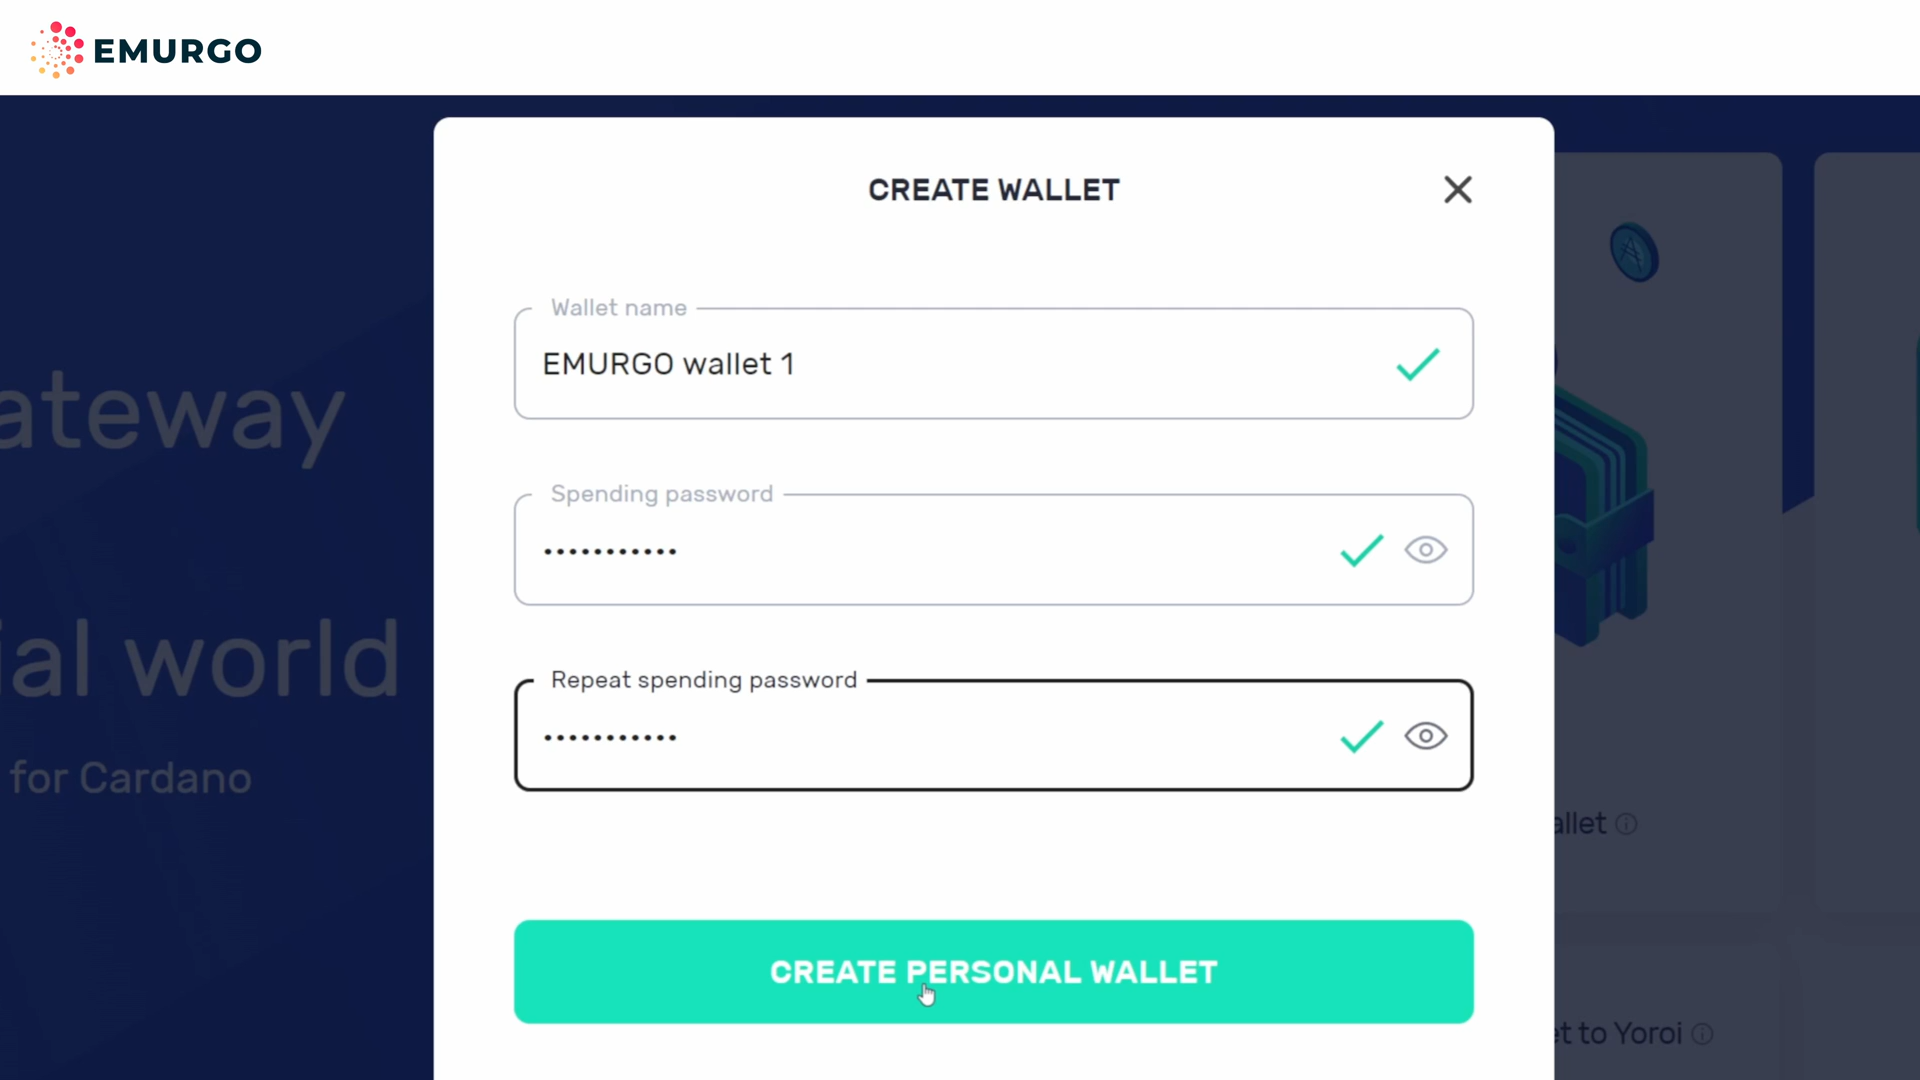 EMURGO
CREATE WALLET
Wallet name
EMURGO wallet 1
Spending password
•••••••••••
Repeat spending password
•••••••••••
CREATE PERSONAL WALLET
ateway
ial world
for Cardano
allet
et to Yoroi